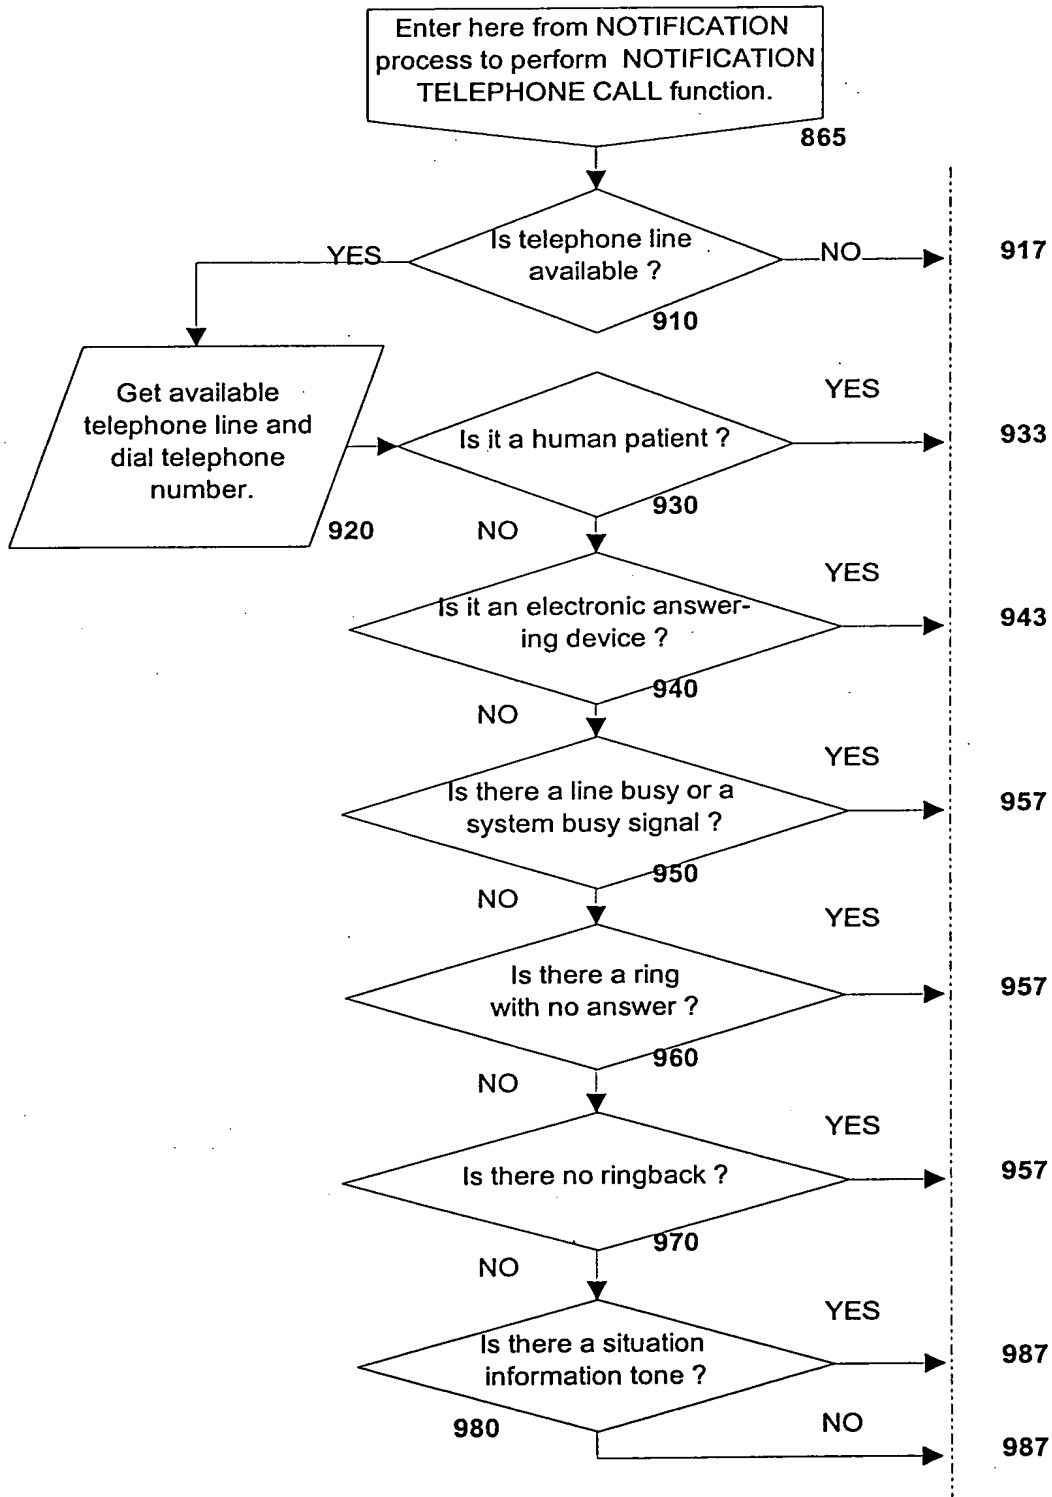 Enter here from NOTIFICATION
process to perform NOTIFICATION
TELEPHONE CALL function.
865
Is telephone line
available ?
YES
NO
917
910
Get available
telephone line and
dial telephone
number.
920
Is it a human patient ?
YES
933
930
NO
Is it an electronic answer-
ing device ?
YES
943
940
NO
Is there a line busy or a
system busy signal ?
YES
957
950
NO
Is there a ring
with no answer ?
YES
957
960
NO
Is there no ringback ?
YES
957
970
NO
Is there a situation
information tone ?
YES
987
980
NO
987